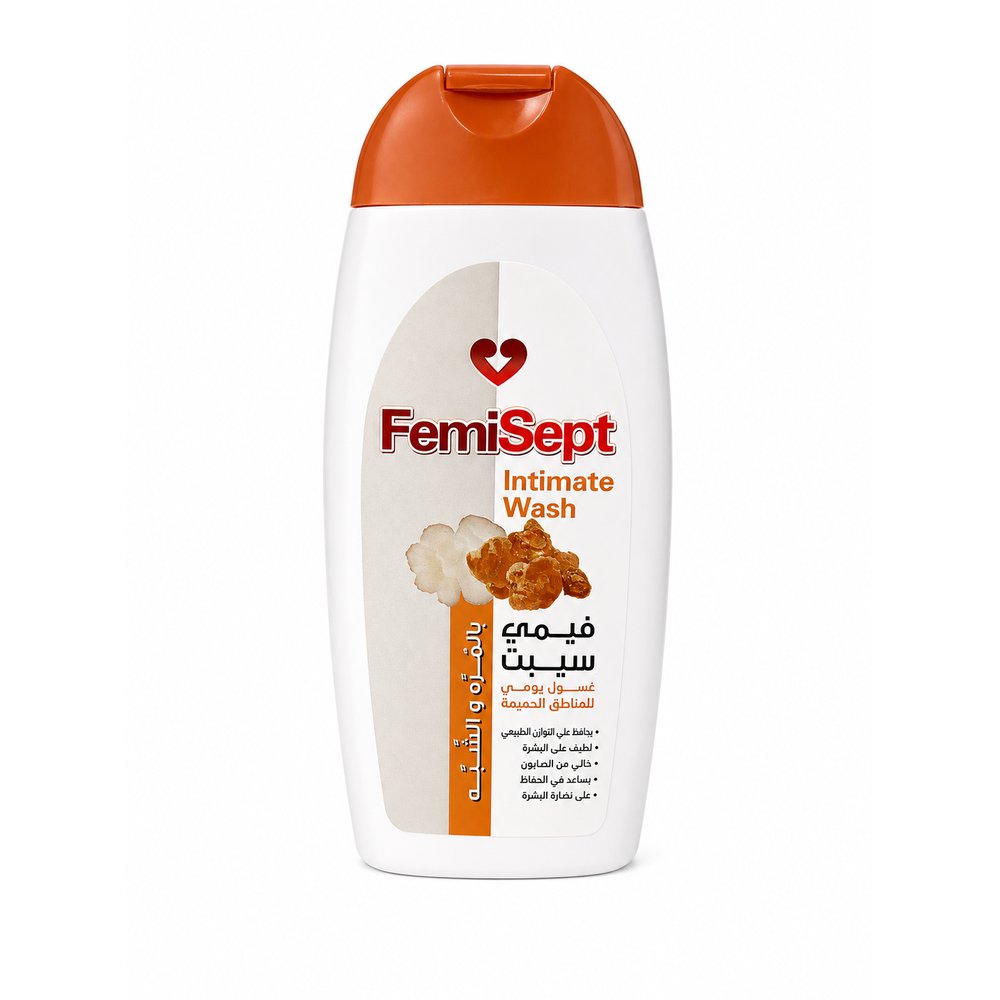 FemiSept
Intimate
Wash
بالمُرَّه و الشَّبَّه
فيمي
سيبت
غسول يومي
للمناطق الحميمة
• يحافظ علي التوازن الطبيعي
• لطيف على البشرة
• خالي من الصابون
• يساعد في الحفاظ
• على نضارة البشرة